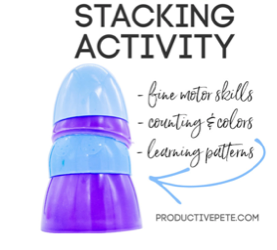 STACKING
ACTIVITY
- fine motor skills
- counting & colors
- learning patterns
PRODUCTIVEPETE.COM